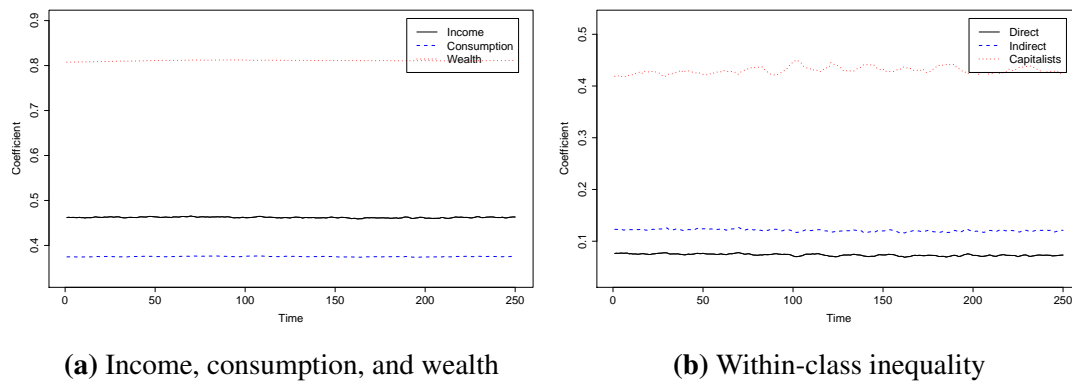 Income
Consumption
Wealth
0.4 0.5 0.6 0.7 0.8 0.9
Coefficient
0 50 100 150 200 250
Time
(a) Income, consumption, and wealth
Direct
Indirect
Capitalists
0.1 0.2 0.3 0.4 0.5
Coefficient
0 50 100 150 200 250
Time
(b) Within-class inequality